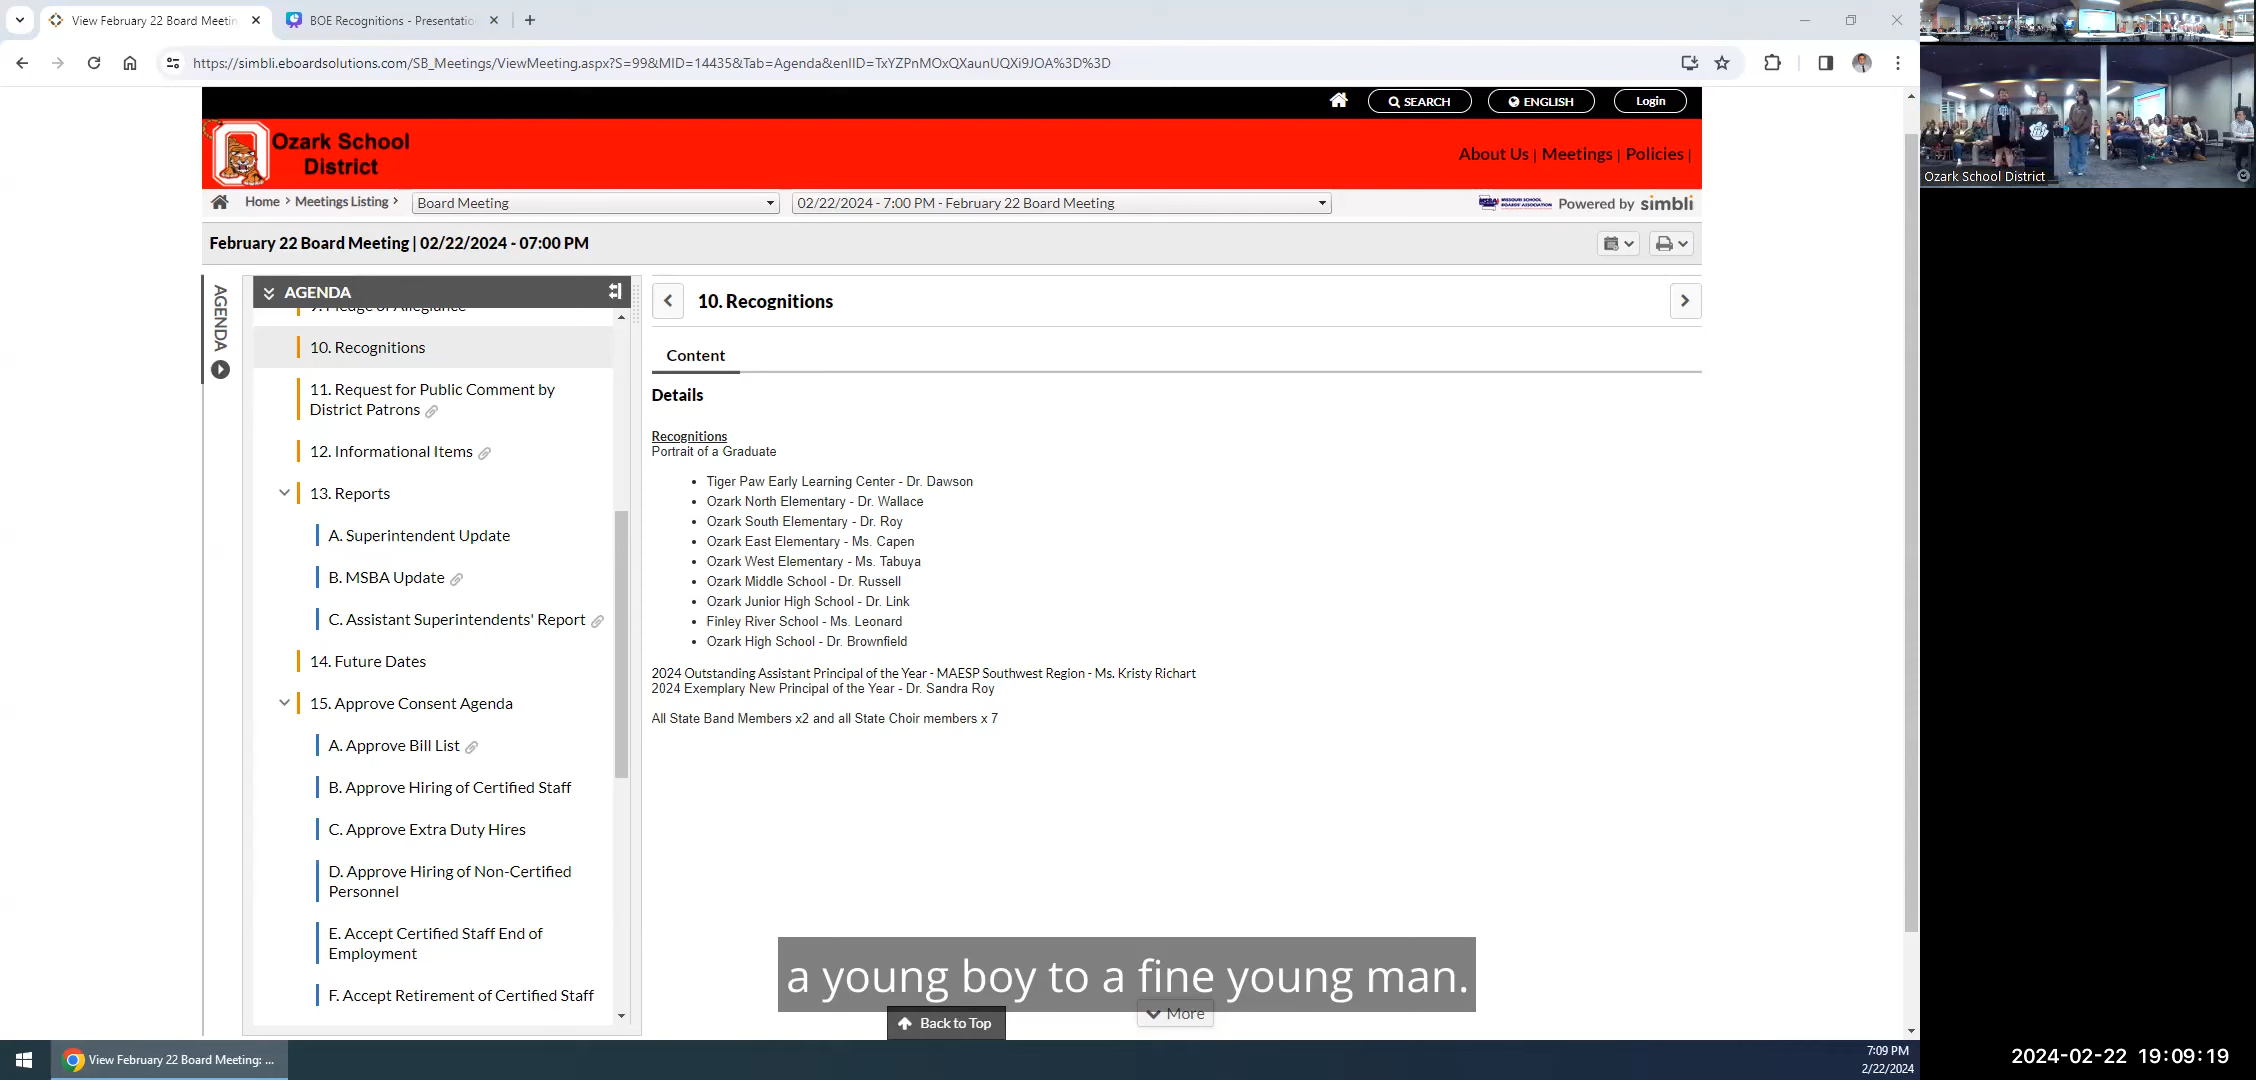 View February 22 Board Meetin
BOE Recognitions - Presentatio
https://simbli.eboardsolutions.com/SB_Meetings/ViewMeeting.aspx?S=99&MID=14435&Tab=Agenda&enIID=TxYZPnMOxQXaunUQXi9JOA%3D%3D
SEARCH
ENGLISH
Login
Ozark School
District
About Us | Meetings | Policies |
Home > Meetings Listing >
Board Meeting
02/22/2024 - 7:00 PM - February 22 Board Meeting
MSBA MISSOURI SCHOOL BOARDS' ASSOCIATION
Powered by simbli
February 22 Board Meeting | 02/22/2024 - 07:00 PM
AGENDA
AGENDA
9. Pledge of Allegiance
10. Recognitions
11. Request for Public Comment by
District Patrons
12. Informational Items
13. Reports
A. Superintendent Update
B. MSBA Update
C. Assistant Superintendents' Report
14. Future Dates
15. Approve Consent Agenda
A. Approve Bill List
B. Approve Hiring of Certified Staff
C. Approve Extra Duty Hires
D. Approve Hiring of Non-Certified
Personnel
E. Accept Certified Staff End of
Employment
F. Accept Retirement of Certified Staff
10. Recognitions
Content
Details
Recognitions
Portrait of a Graduate
• Tiger Paw Early Learning Center - Dr. Dawson
• Ozark North Elementary - Dr. Wallace
• Ozark South Elementary - Dr. Roy
• Ozark East Elementary - Ms. Capen
• Ozark West Elementary - Ms. Tabuya
• Ozark Middle School - Dr. Russell
• Ozark Junior High School - Dr. Link
• Finley River School - Ms. Leonard
• Ozark High School - Dr. Brownfield
2024 Outstanding Assistant Principal of the Year - MAESP Southwest Region - Ms. Kristy Richart
2024 Exemplary New Principal of the Year - Dr. Sandra Roy
All State Band Members x2 and all State Choir members x 7
a young boy to a fine young man.
More
Back to Top
Ozark School District
View February 22 Board Meeting: ...
7:09 PM
2/22/2024
2024-02-22 19:09:19